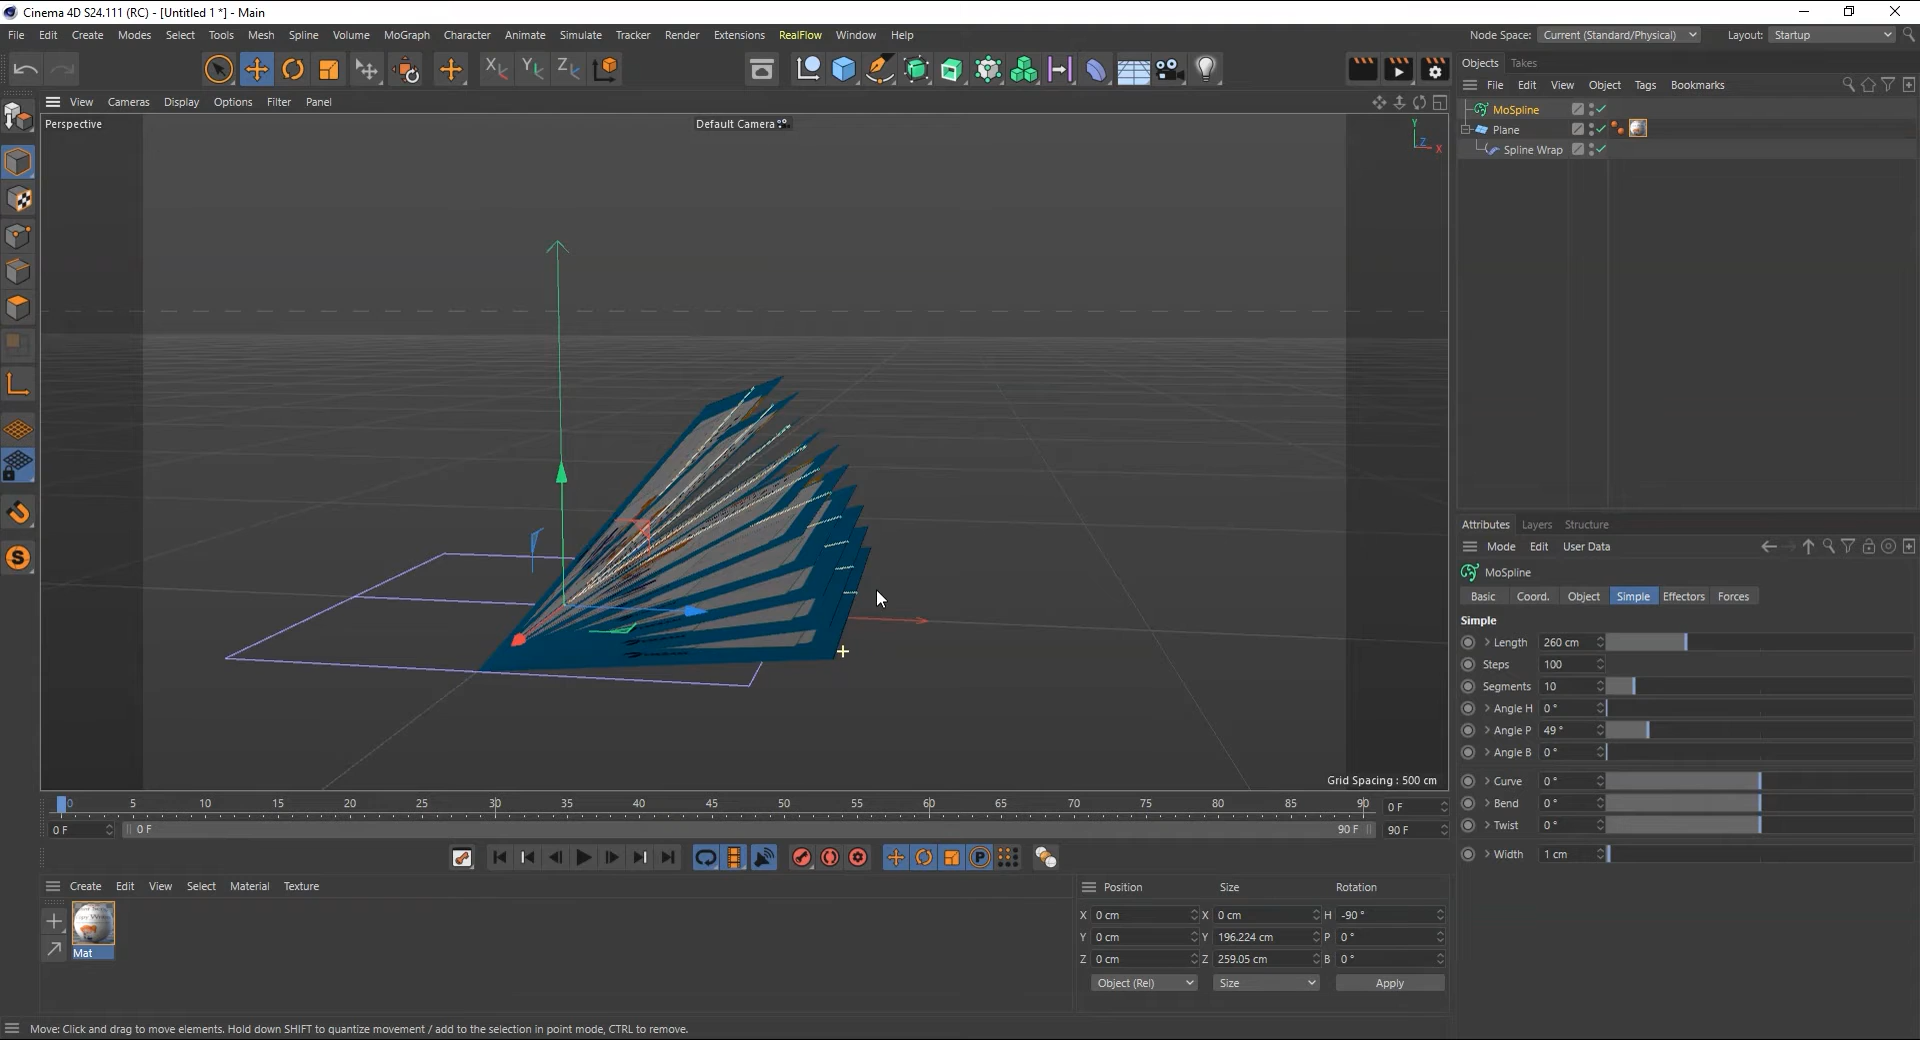 Cinema 4D S24.111 (RC) - [Untitled 1 *] - Main
File Edit Create Modes Select Tools Mesh Spline Volume MoGraph Character Animate Simulate Tracker Render Extensions RealFlow Window Help
Node Space: Current (Standard/Physical) Layout: Startup
X Y Z
Objects Takes
File Edit View Object Tags Bookmarks
View Cameras Display Options Filter Panel
Perspective
Default Camera
Y
Z
X
MoSpline
Plane
Spline Wrap
Attributes Layers Structure
Mode Edit User Data
MoSpline
Basic Coord. Object Simple Effectors Forces
Simple
Length 260 cm
Steps 100
Segments 10
Angle H 0 °
Angle P 49 °
Angle B 0 °
Curve 0 °
Bend 0 °
Twist 0 °
Width 1 cm
Grid Spacing : 500 cm
0 5 10 15 20 25 30 35 40 45 50 55 60 65 70 75 80 85 90 0 F
0 F 0 F 90 F 90 F
P
Create Edit View Select Material Texture
Mat
Position Size Rotation
X 0 cm X 0 cm H -90 °
Y 0 cm Y 196.224 cm P 0 °
Z 0 cm Z 259.05 cm B 0 °
Object (Rel) Size Apply
Move: Click and drag to move elements. Hold down SHIFT to quantize movement / add to the selection in point mode, CTRL to remove.